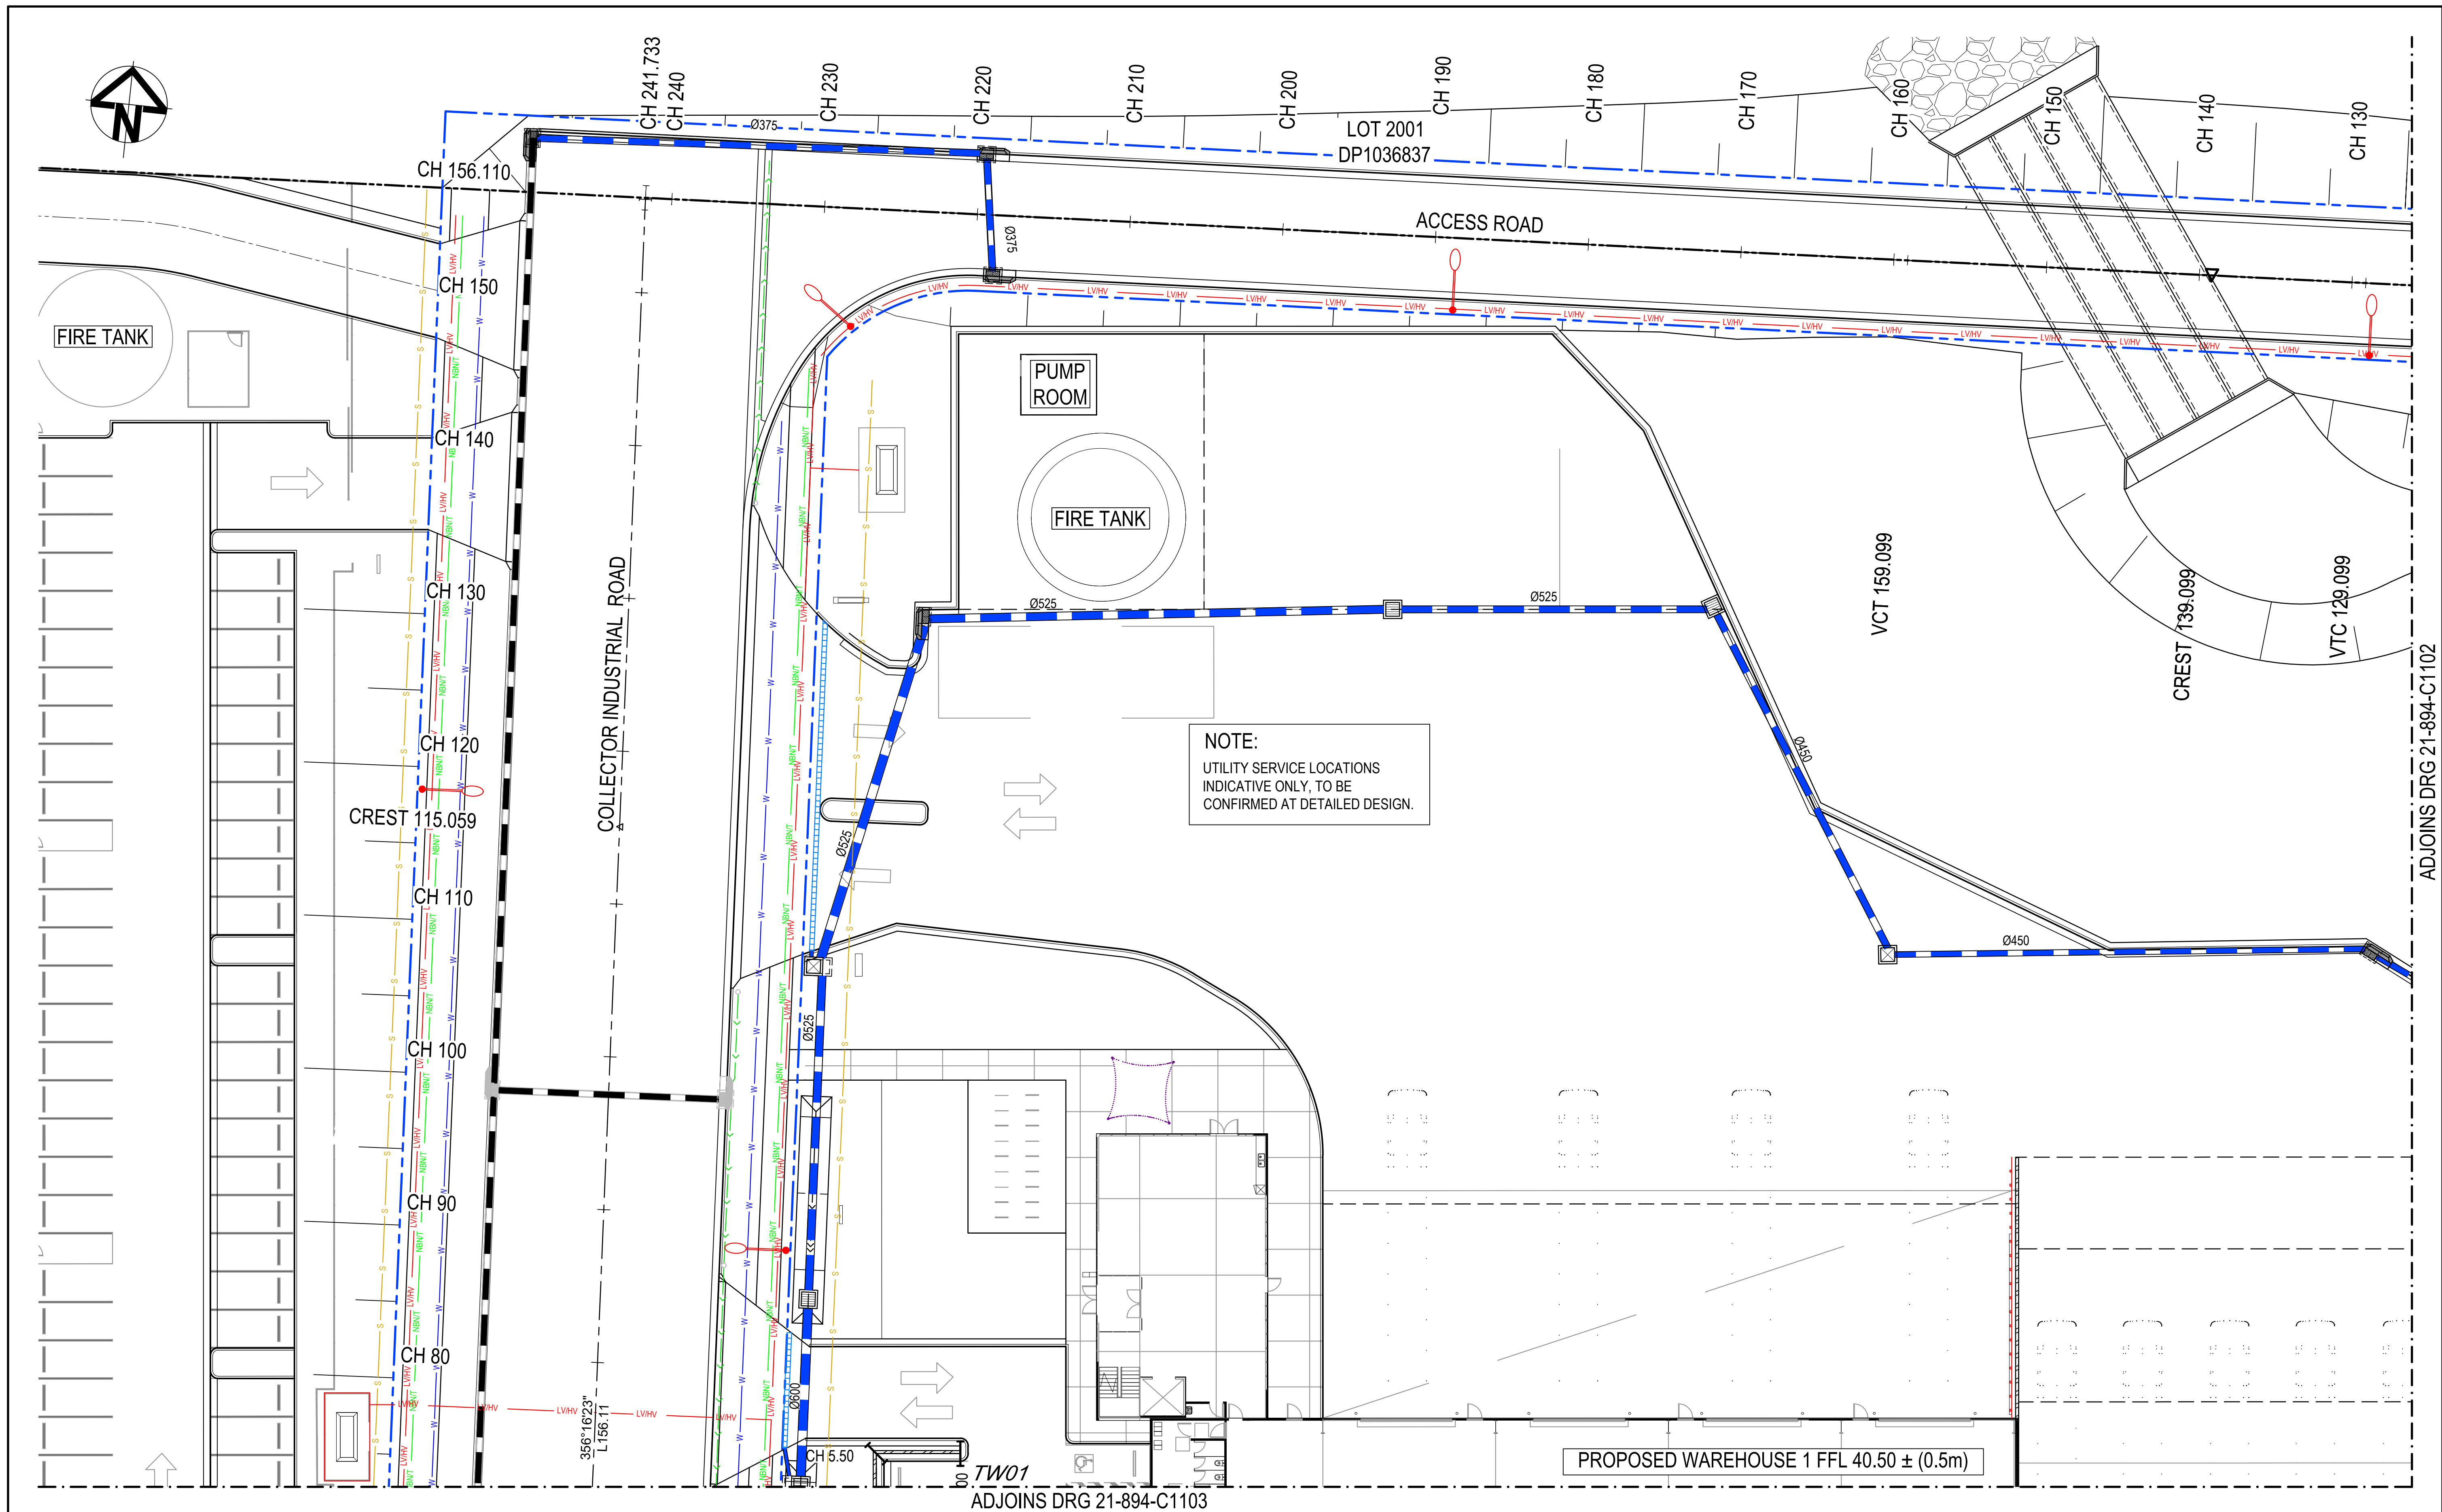 N
CH 241.733
CH 240
CH 230
CH 220
CH 210
CH 200
CH 190
CH 180
CH 170
CH 160
CH 150
CH 140
CH 130
Ø375
LOT 2001
DP1036837
CH 156.110
ACCESS ROAD
Ø375
CH 150
FIRE TANK
PUMP
ROOM
CH 140
FIRE TANK
COLLECTOR INDUSTRIAL ROAD
CH 130
Ø525
Ø525
VCT 159.099
CREST 139.099
VTC 129.099
ADJOINS DRG 21-894-C1102
CH 120
NOTE:
UTILITY SERVICE LOCATIONS
INDICATIVE ONLY, TO BE
CONFIRMED AT DETAILED DESIGN.
Ø450
CREST 115.059
Ø525
CH 110
Ø450
Ø525
CH 100
CH 90
CH 80
Ø600
356°16'23"
L156.11
CH 5.50
TW01
PROPOSED WAREHOUSE 1 FFL 40.50 ± (0.5m)
ADJOINS DRG 21-894-C1103
LV/HV
NBN/T
W
S